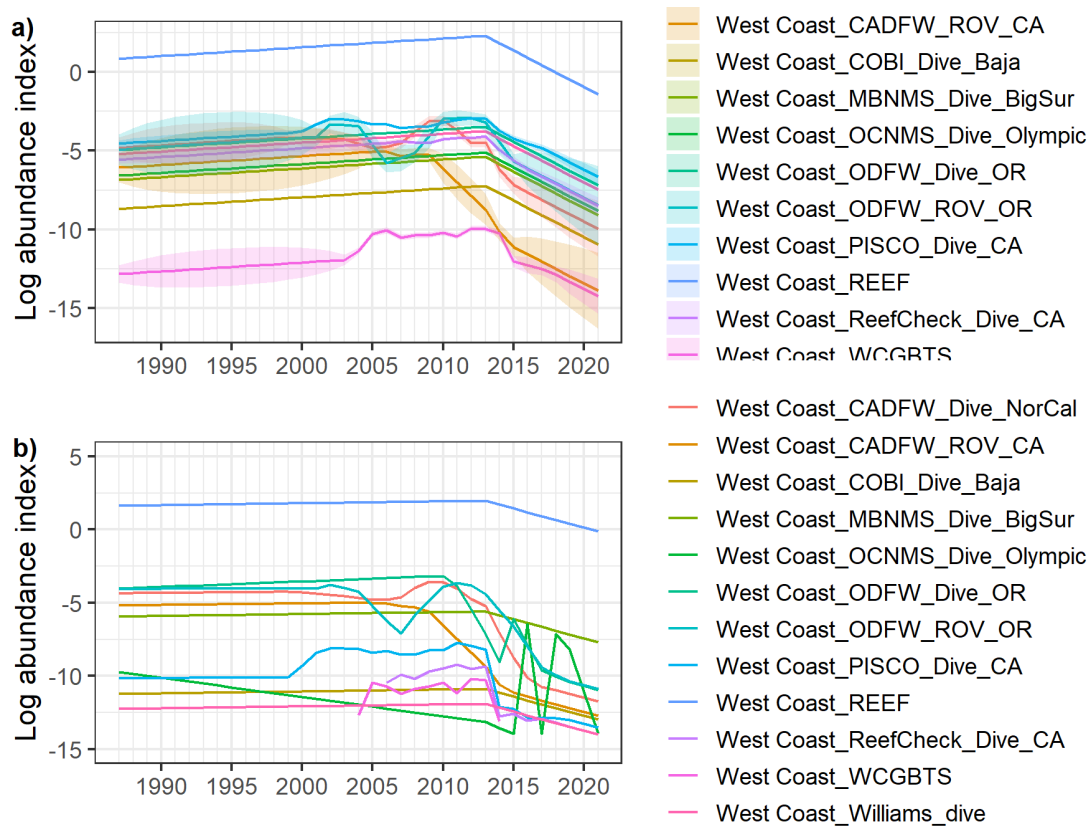 a)
Log abundance index)
0
-5
-10
-15
1990 1995 2000 2005 2010 2015 2020
West Coast_CADFW_ROV_CA
West Coast_COBI_Dive_Baja
West Coast_MBNMS_Dive_BigSur
West Coast_OCNMS_Dive_Olympic
West Coast_ODFW_Dive_OR
West Coast_ODFW_ROV_OR
West Coast_PISCO_Dive_CA
West Coast_REEF
West Coast_ReefCheck_Dive_CA
West Coast_WCGBTS
b)
Log abundance index)
5
0
-5
-10
-15
1990 1995 2000 2005 2010 2015 2020
West Coast_CADFW_Dive_NorCal
West Coast_CADFW_ROV_CA
West Coast_COBI_Dive_Baja
West Coast_MBNMS_Dive_BigSur
West Coast_OCNMS_Dive_Olympic
West Coast_ODFW_Dive_OR
West Coast_ODFW_ROV_OR
West Coast_PISCO_Dive_CA
West Coast_REEF
West Coast_ReefCheck_Dive_CA
West Coast_WCGBTS
West Coast_Williams_dive